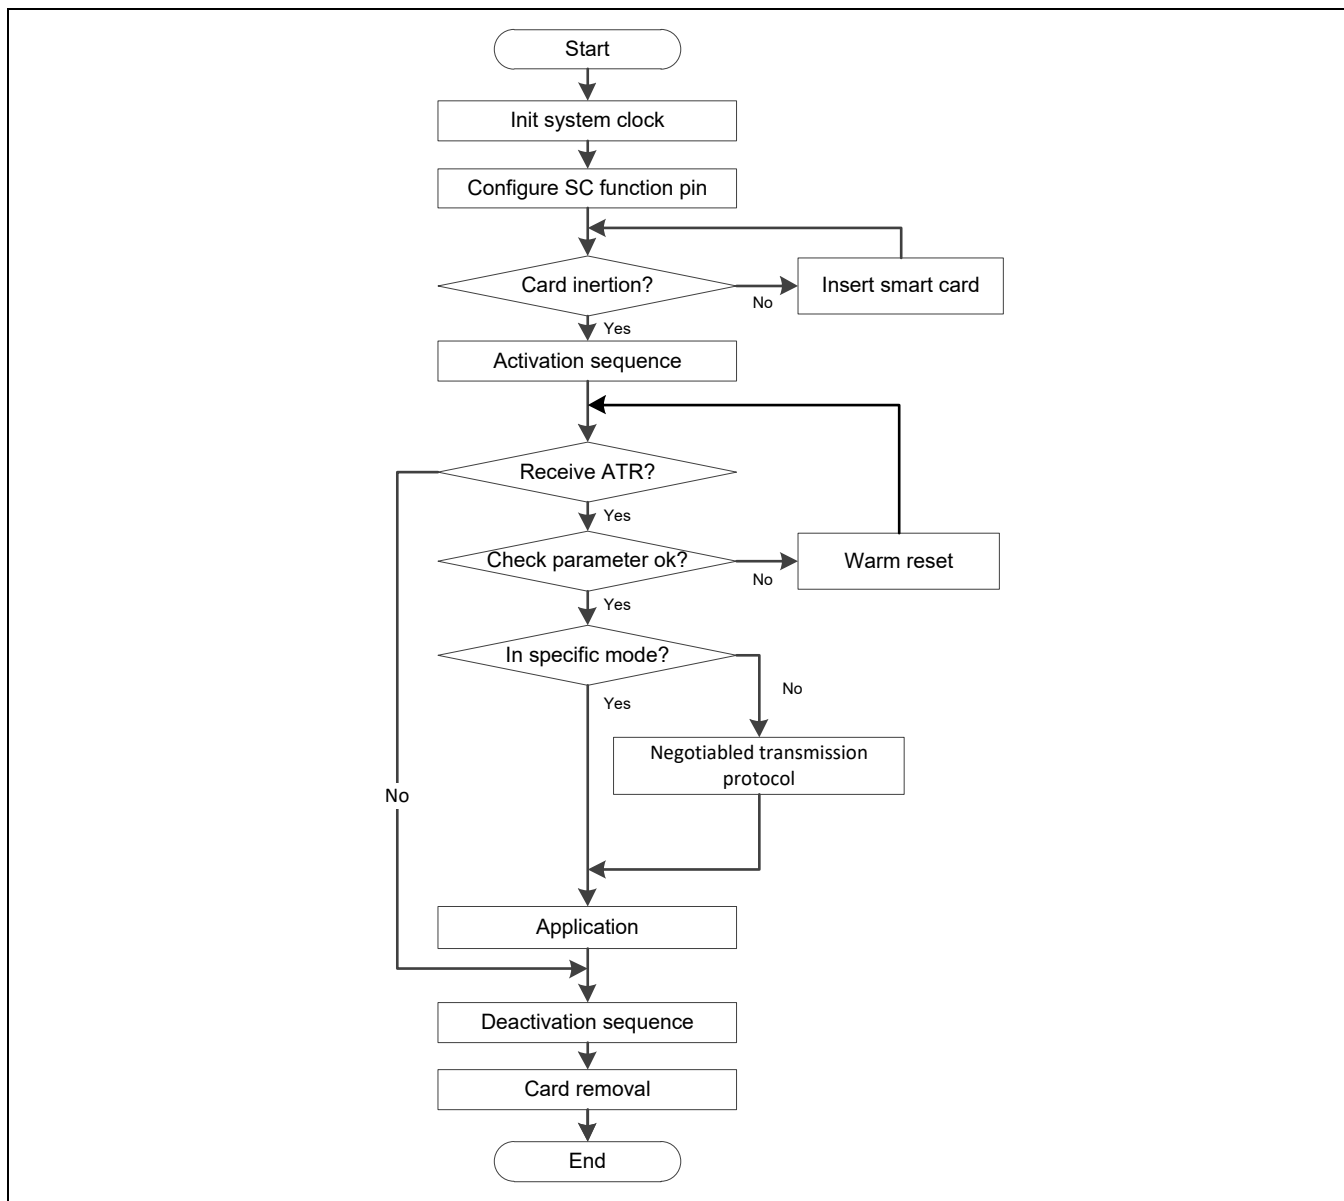 Start
Init system clock
Configure SC function pin
Card inertion?
No
Insert smart card
Yes
Activation sequence
Receive ATR?
Yes
Check parameter ok?
No
Warm reset
Yes
In specific mode?
No
Yes
Negotiabled transmission
protocol
No
Application
Deactivation sequence
Card removal
End